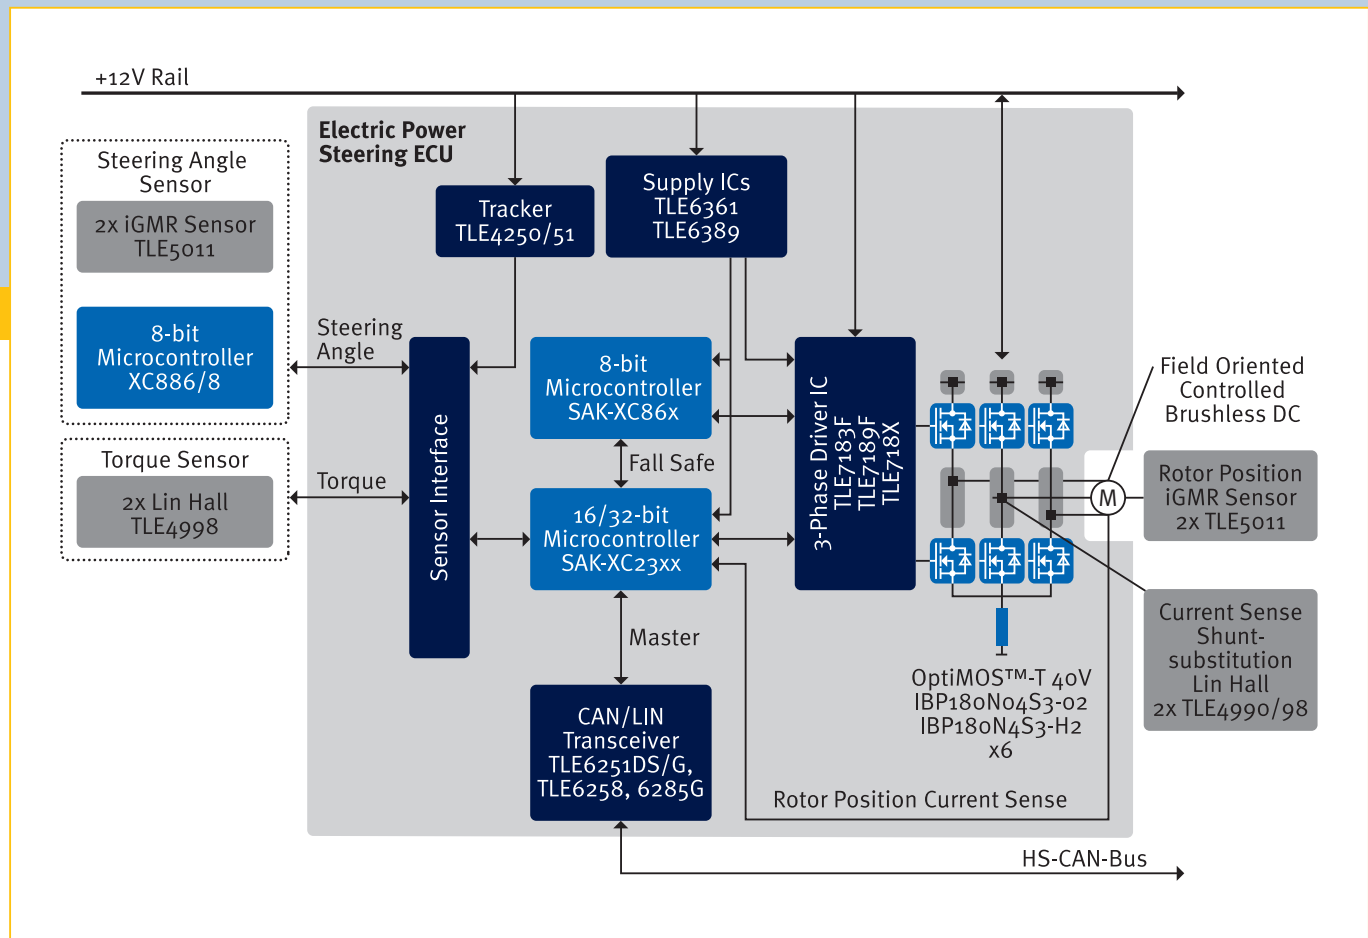 +12V Rail
Electric Power
Steering ECU
Steering Angle
Sensor
2x iGMR Sensor
TLE5011
8-bit
Microcontroller
XC886/8
Torque Sensor
2x Lin Hall
TLE4998
Steering
Angle
Torque
Tracker
TLE4250/51
Supply ICs
TLE6361
TLE6389
Sensor Interface
8-bit
Microcontroller
SAK-XC86x
Fall Safe
16/32-bit
Microcontroller
SAK-XC23xx
Master
CAN/LIN
Transceiver
TLE6251DS/G,
TLE6258, 6285G
3-Phase Driver IC
TLE7183F
TLE7189F
TLE718X
M
Field Oriented
Controlled
Brushless DC
Rotor Position
iGMR Sensor
2x TLE5011
Current Sense
Shunt-
substitution
Lin Hall
2x TLE4990/98
OptiMOS™-T 40V
IBP180N04S3-02
IBP180N4S3-H2
x6
Rotor Position Current Sense
HS-CAN-Bus